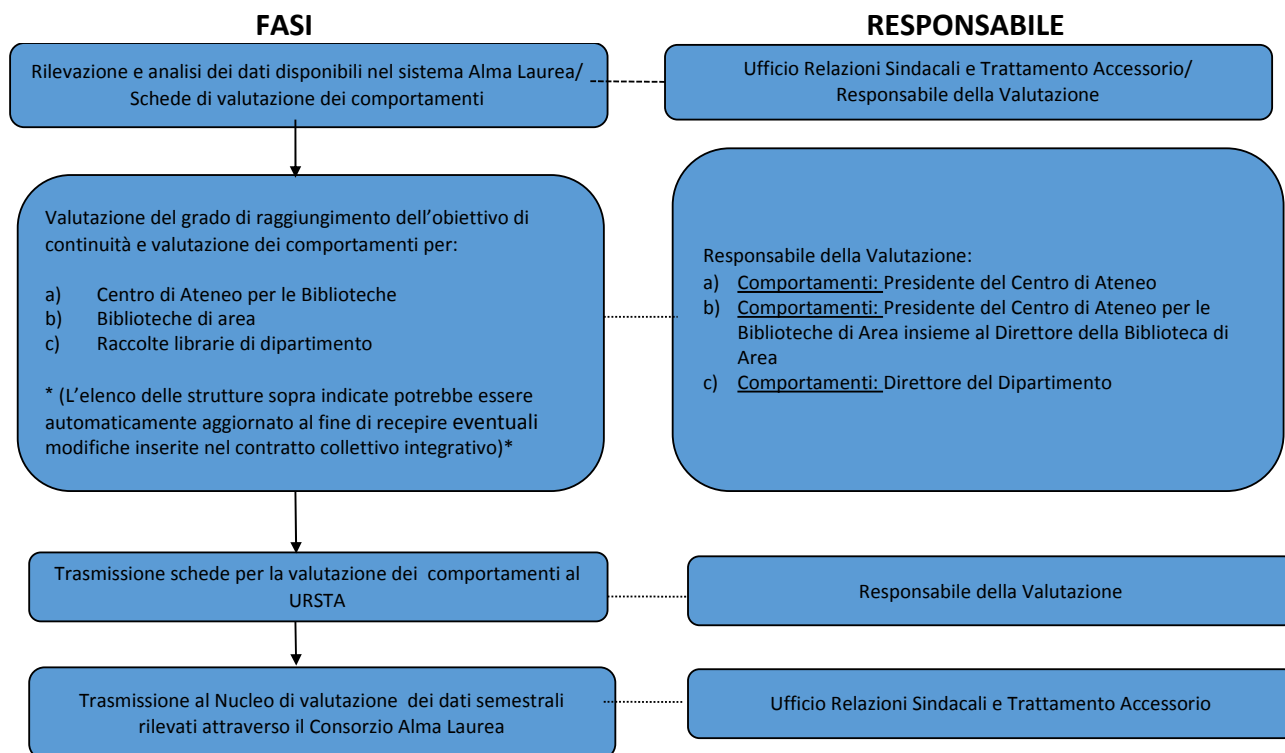 FASI
RESPONSABILE
Rilevazione e analisi dei dati disponibili nel sistema Alma Laurea/
Schede di valutazione dei comportamenti
Ufficio Relazioni Sindacali e Trattamento Accessorio/
Responsabile della Valutazione
Valutazione del grado di raggiungimento dell’obiettivo di
continuità e valutazione dei comportamenti per:
a) Centro di Ateneo per le Biblioteche
b) Biblioteche di area
c) Raccolte librarie di dipartimento
* (L’elenco delle strutture sopra indicate potrebbe essere
automaticamente aggiornato al fine di recepire eventuali
modifiche inserite nel contratto collettivo integrativo)*
Responsabile della Valutazione:
a) Comportamenti: Presidente del Centro di Ateneo
b) Comportamenti: Presidente del Centro di Ateneo per le
Biblioteche di Area insieme al Direttore della Biblioteca di
Area
c) Comportamenti: Direttore del Dipartimento
Trasmissione schede per la valutazione dei comportamenti al
URSTA
Responsabile della Valutazione
Trasmissione al Nucleo di valutazione dei dati semestrali
rilevati attraverso il Consorzio Alma Laurea
Ufficio Relazioni Sindacali e Trattamento Accessorio